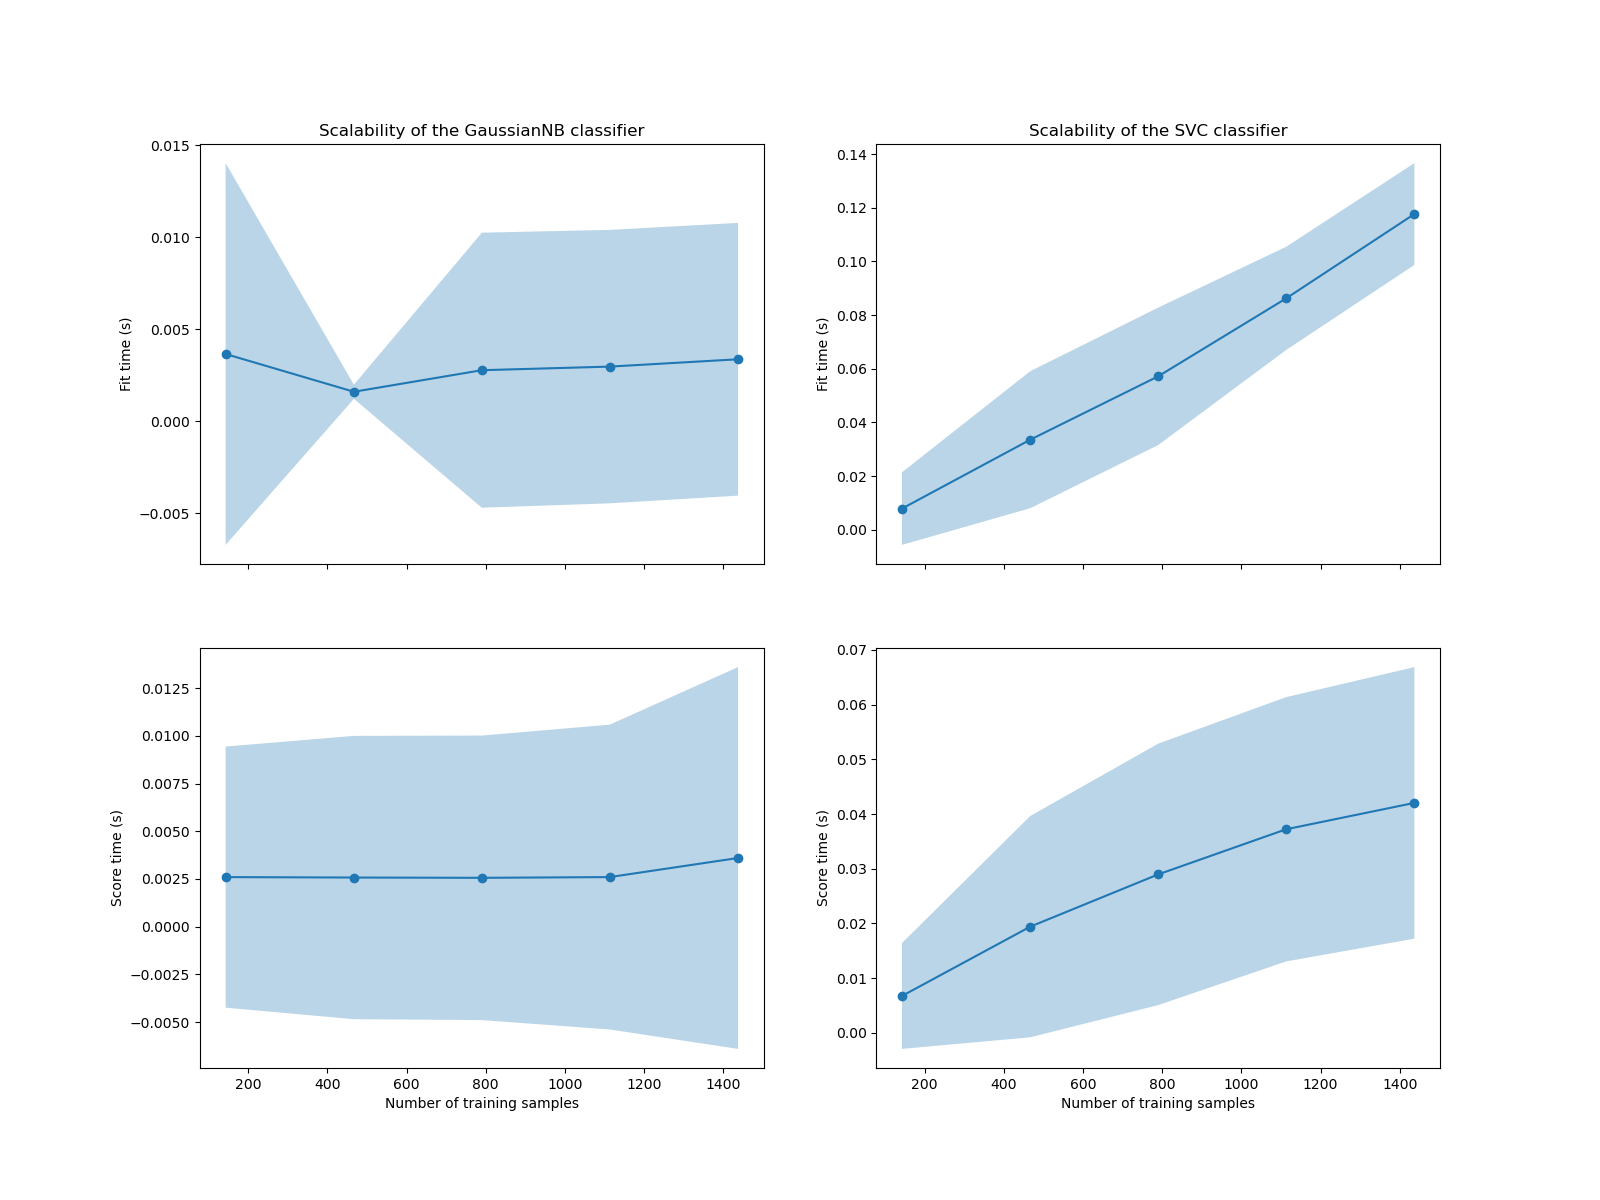 Scalability of the GaussianNB classifier
0.015
0.010
0.005
0.000
−0.005
Fit time (s)
Scalability of the SVC classifier
0.14
0.12
0.10
0.08
0.06
0.04
0.02
0.00
Fit time (s)
0.0125
0.0100
0.0075
0.0050
0.0025
0.0000
−0.0025
−0.0050
Score time (s)
200 400 600 800 1000 1200 1400
Number of training samples
0.07
0.06
0.05
0.04
0.03
0.02
0.01
0.00
Score time (s)
200 400 600 800 1000 1200 1400
Number of training samples